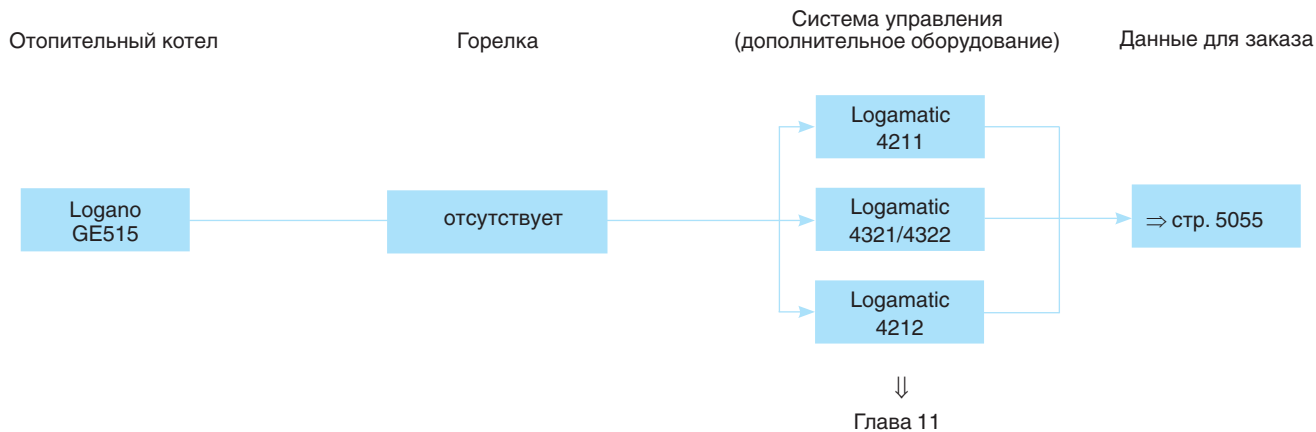 Отопительный котел
Горелка
Система управления
(дополнительное оборудование)
Данные для заказа
Logamatic
4211
Logano
GE515
отсутствует
Logamatic
4321/4322
⇒ стр. 5055
Logamatic
4212
⇓
Глава 11